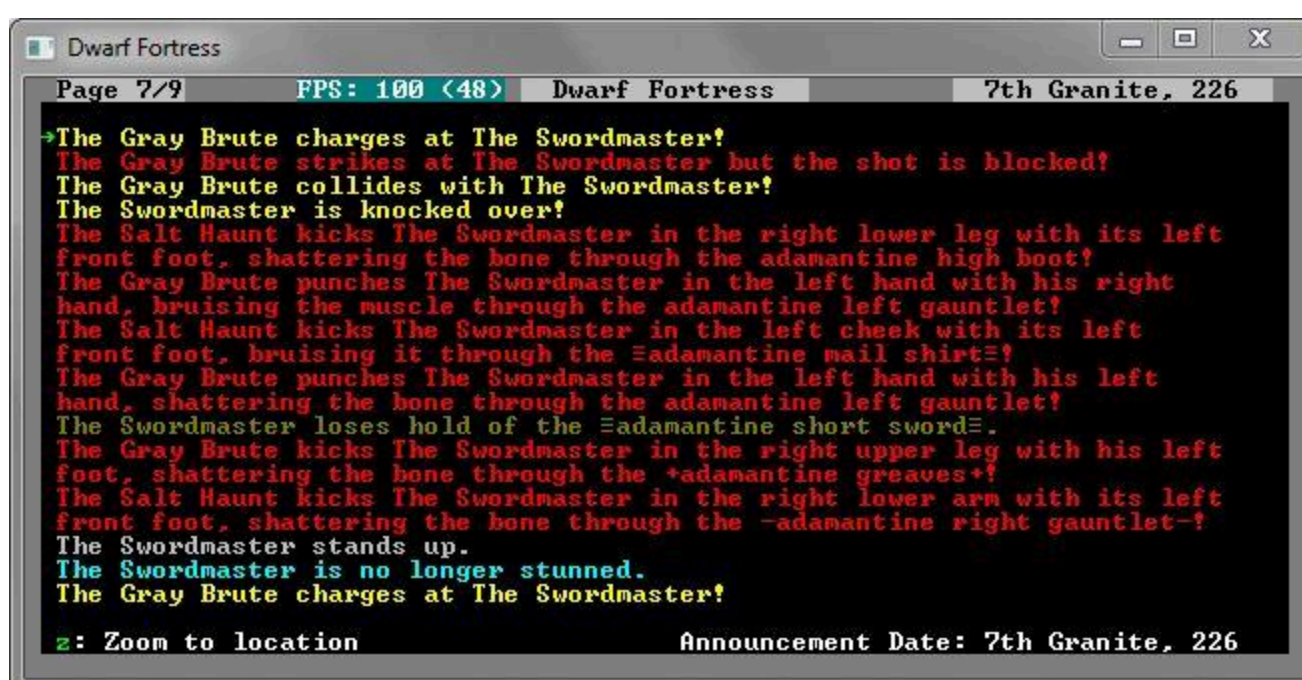 Dwarf Fortress
Page 7/9 FPS: 100 (48) Dwarf Fortress 7th Granite, 226
→The Gray Brute charges at The Swordmaster!
The Gray Brute strikes at The Swordmaster but the shot is blocked!
The Gray Brute collides with The Swordmaster!
The Swordmaster is knocked over!
The Salt Haunt kicks The Swordmaster in the right lower leg with its left
front foot, shattering the bone through the adamantine high boot!
The Gray Brute punches The Swordmaster in the left hand with his right
hand, bruising the muscle through the adamantine left gauntlet!
The Salt Haunt kicks The Swordmaster in the left cheek with its left
front foot, bruising it through the ≡adamantine mail shirt≡!
The Gray Brute punches The Swordmaster in the left hand with his left
hand, shattering the bone through the adamantine left gauntlet!
The Swordmaster loses hold of the ≡adamantine short sword≡.
The Gray Brute kicks The Swordmaster in the right upper leg with his left
foot, shattering the bone through the +adamantine greaves+!
The Salt Haunt kicks The Swordmaster in the right lower arm with its left
front foot, shattering the bone through the -adamantine right gauntlet-!
The Swordmaster stands up.
The Swordmaster is no longer stunned.
The Gray Brute charges at The Swordmaster!
z: Zoom to location Announcement Date: 7th Granite, 226